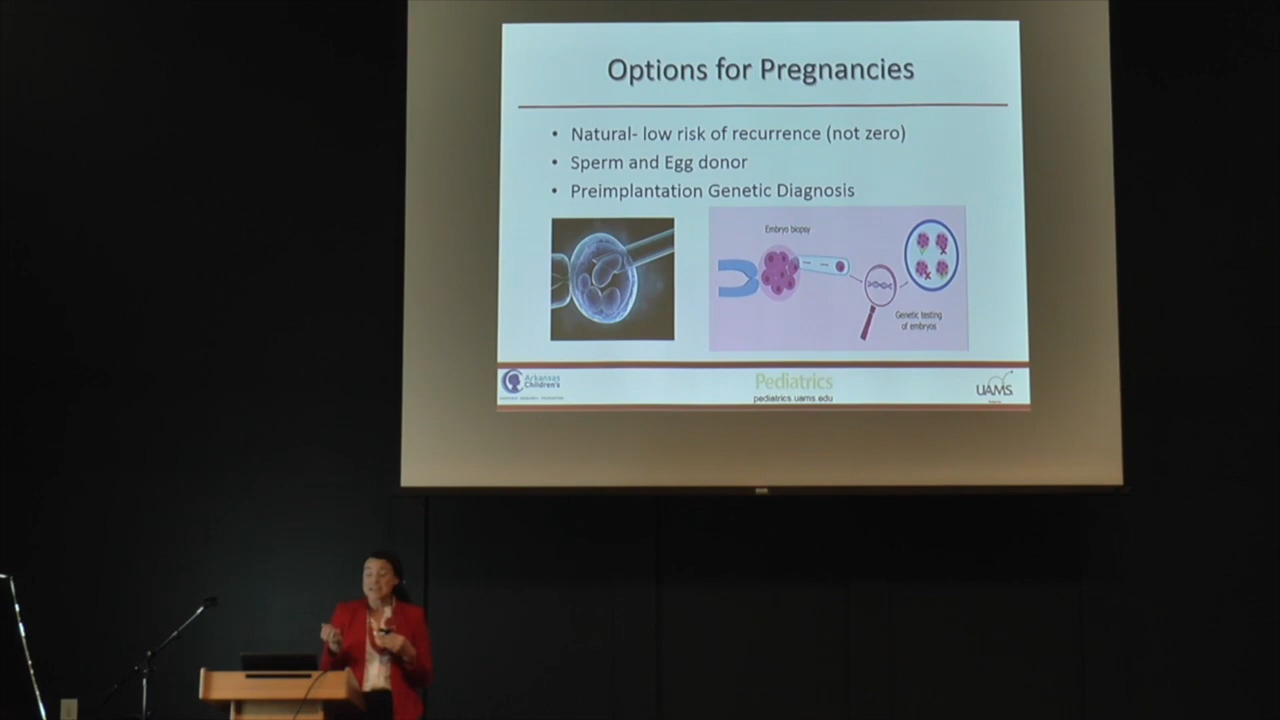 Options for Pregnancies
• Natural- low risk of recurrence (not zero)
• Sperm and Egg donor
• Preimplantation Genetic Diagnosis
Embryo biopsy
Genetic testing
of embryos
Arkansas
Children's
Pediatrics
pediatrics.uams.edu
UAMS